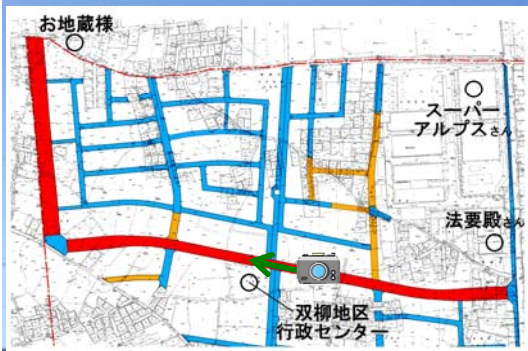 お地蔵様
スーパー
アルプスさん
法要殿さん
双柳地区
行政センター